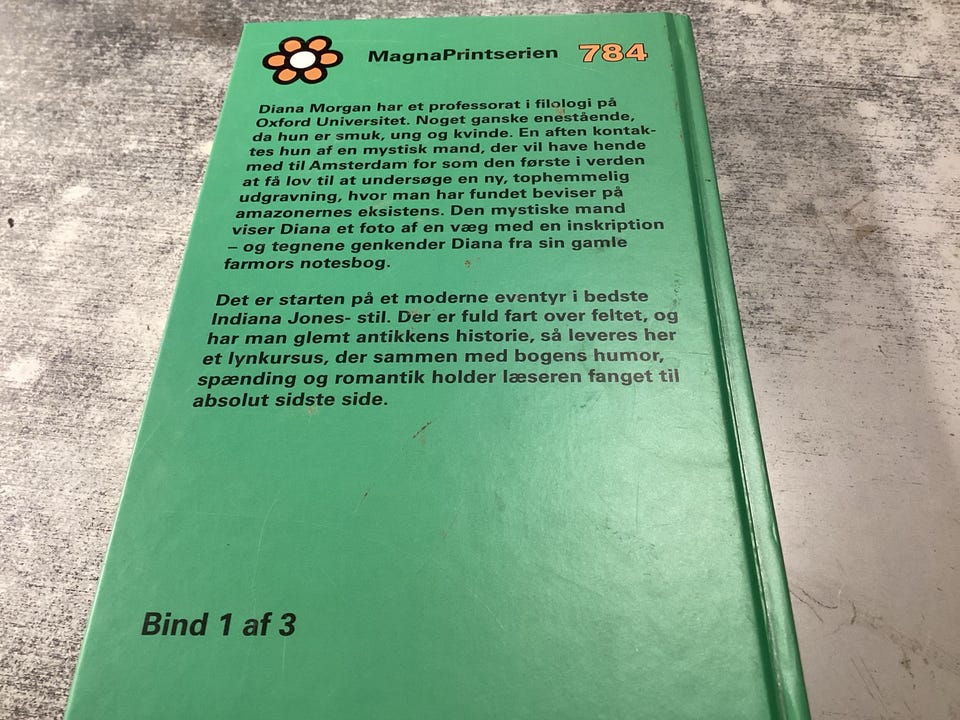 MagnaPrintserien 784
Diana Morgan har et professorat i filologi på
Oxford Universitet. Noget ganske enestående,
da hun er smuk, ung og kvinde. En aften kontak-
tes hun af en mystisk mand, der vil have hende
med til Amsterdam for som den første i verden
at få lov til at undersøge en ny, tophemmelig
udgravning, hvor man har fundet beviser på
amazonernes eksistens. Den mystiske mand
viser Diana et foto af en væg med en inskription
– og tegnene genkender Diana fra sin gamle
farmors notesbog.
Det er starten på et moderne eventyr i bedste
Indiana Jones- stil. Der er fuld fart over feltet, og
har man glemt antikkens historie, så leveres her
et lynkursus, der sammen med bogens humor,
spænding og romantik holder læseren fanget til
absolut sidste side.
Bind 1 af 3